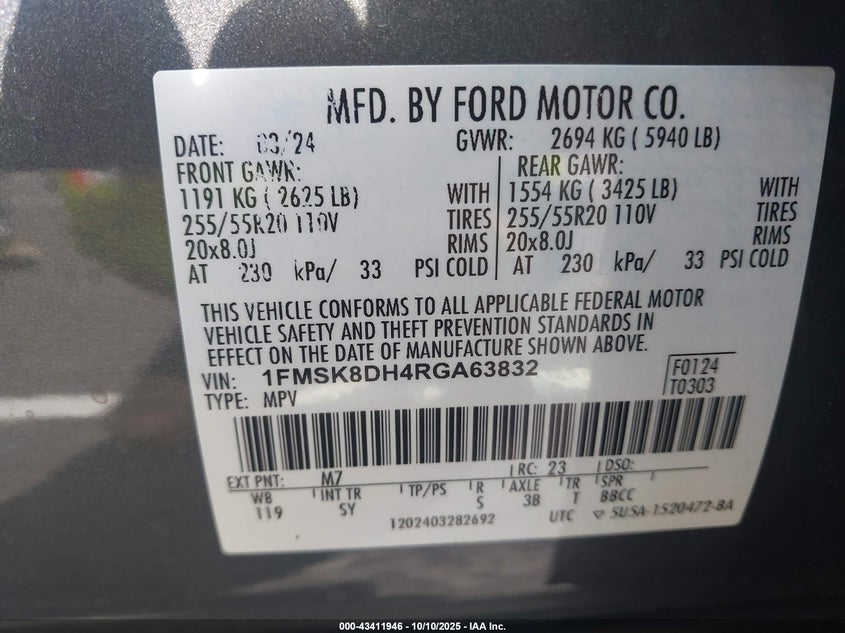 MFD. BY FORD MOTOR CO.
DATE: 03/24 GVWR: 2694 KG ( 5940 LB)
FRONT GAWR: REAR GAWR:
1191 KG ( 2625 LB) WITH 1554 KG ( 3425 LB) WITH
255/55R20 110V TIRES 255/55R20 110V TIRES
20x8.0J RIMS 20x8.0J RIMS
AT 230 kPa/ 33 PSI COLD AT 230 kPa/ 33 PSI COLD
THIS VEHICLE CONFORMS TO ALL APPLICABLE FEDERAL MOTOR
VEHICLE SAFETY AND THEFT PREVENTION STANDARDS IN
EFFECT ON THE DATE OF MANUFACTURE SHOWN ABOVE.
VIN: 1FMSK8DH4RGA63832 F0124
TYPE: MPV T0303
EXT PNT: M7 RC: 23 DSO:
WB INT TR TP/PS R AXLE TR SPR
119 SY S 3B T BBCC
1202403282692 UTC ▽ 5U5A-1520472-BA
000-43411946 - 10/10/2025 - IAA Inc.